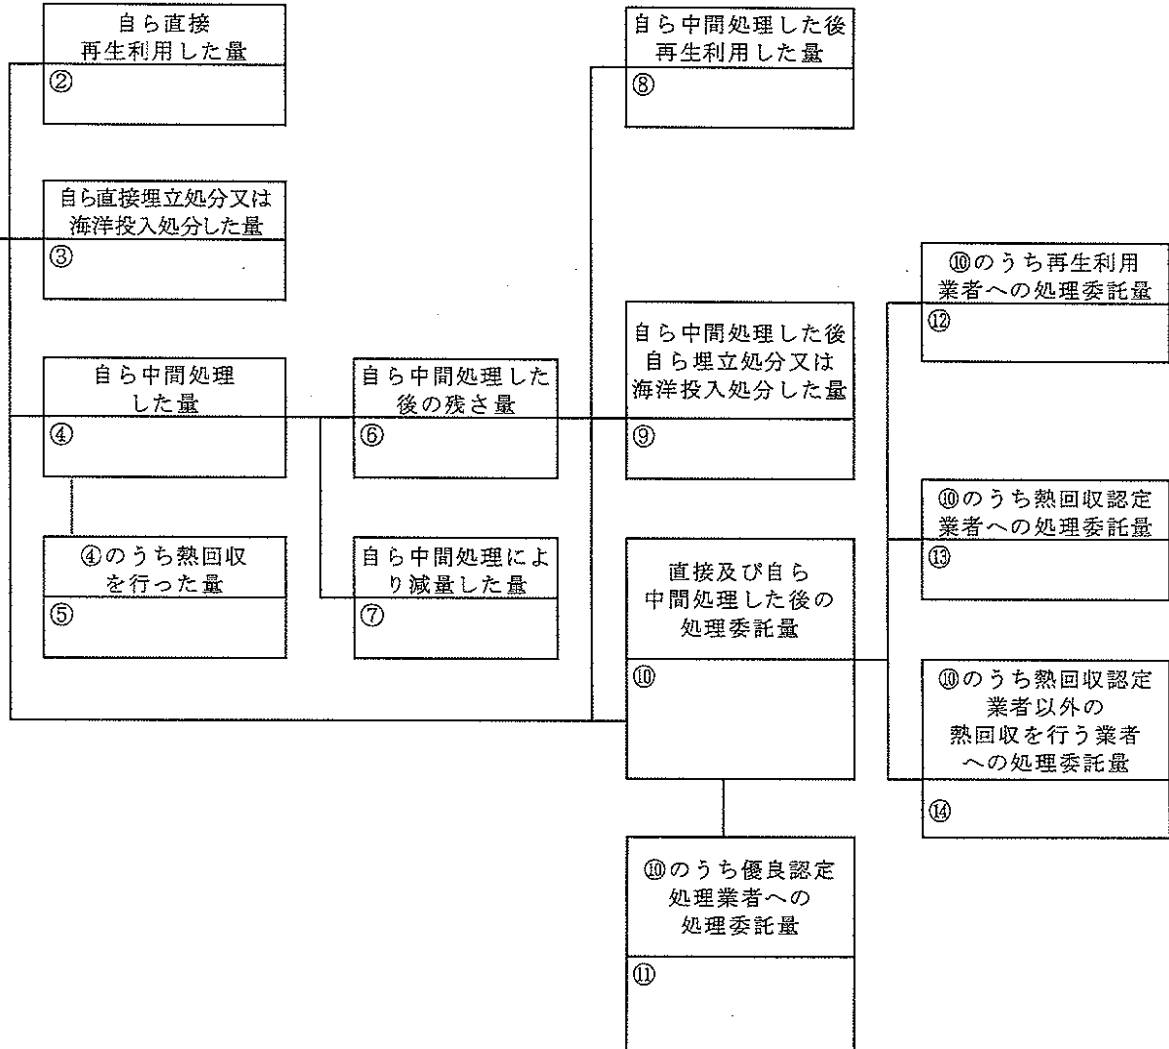 自ら直接
再生利用した量
②
自ら中間処理した後
再生利用した量
⑧
自ら直接埋立処分又は
海洋投入処分した量
③
⑩のうち再生利用
業者への処理委託量
⑫
自ら中間処理した後
自ら埋立処分又は
海洋投入処分した量
⑨
自ら中間処理
した量
④
自ら中間処理した
後の残さ量
⑥
⑩のうち熱回収認定
業者への処理委託量
⑬
④のうち熱回収
を行った量
⑤
自ら中間処理によ
り減量した量
⑦
直接及び自ら
中間処理した後の
処理委託量
⑩
⑩のうち熱回収認定
業者以外の
熱回収を行う業者
への処理委託量
⑭
⑩のうち優良認定
処理業者への
処理委託量
⑪